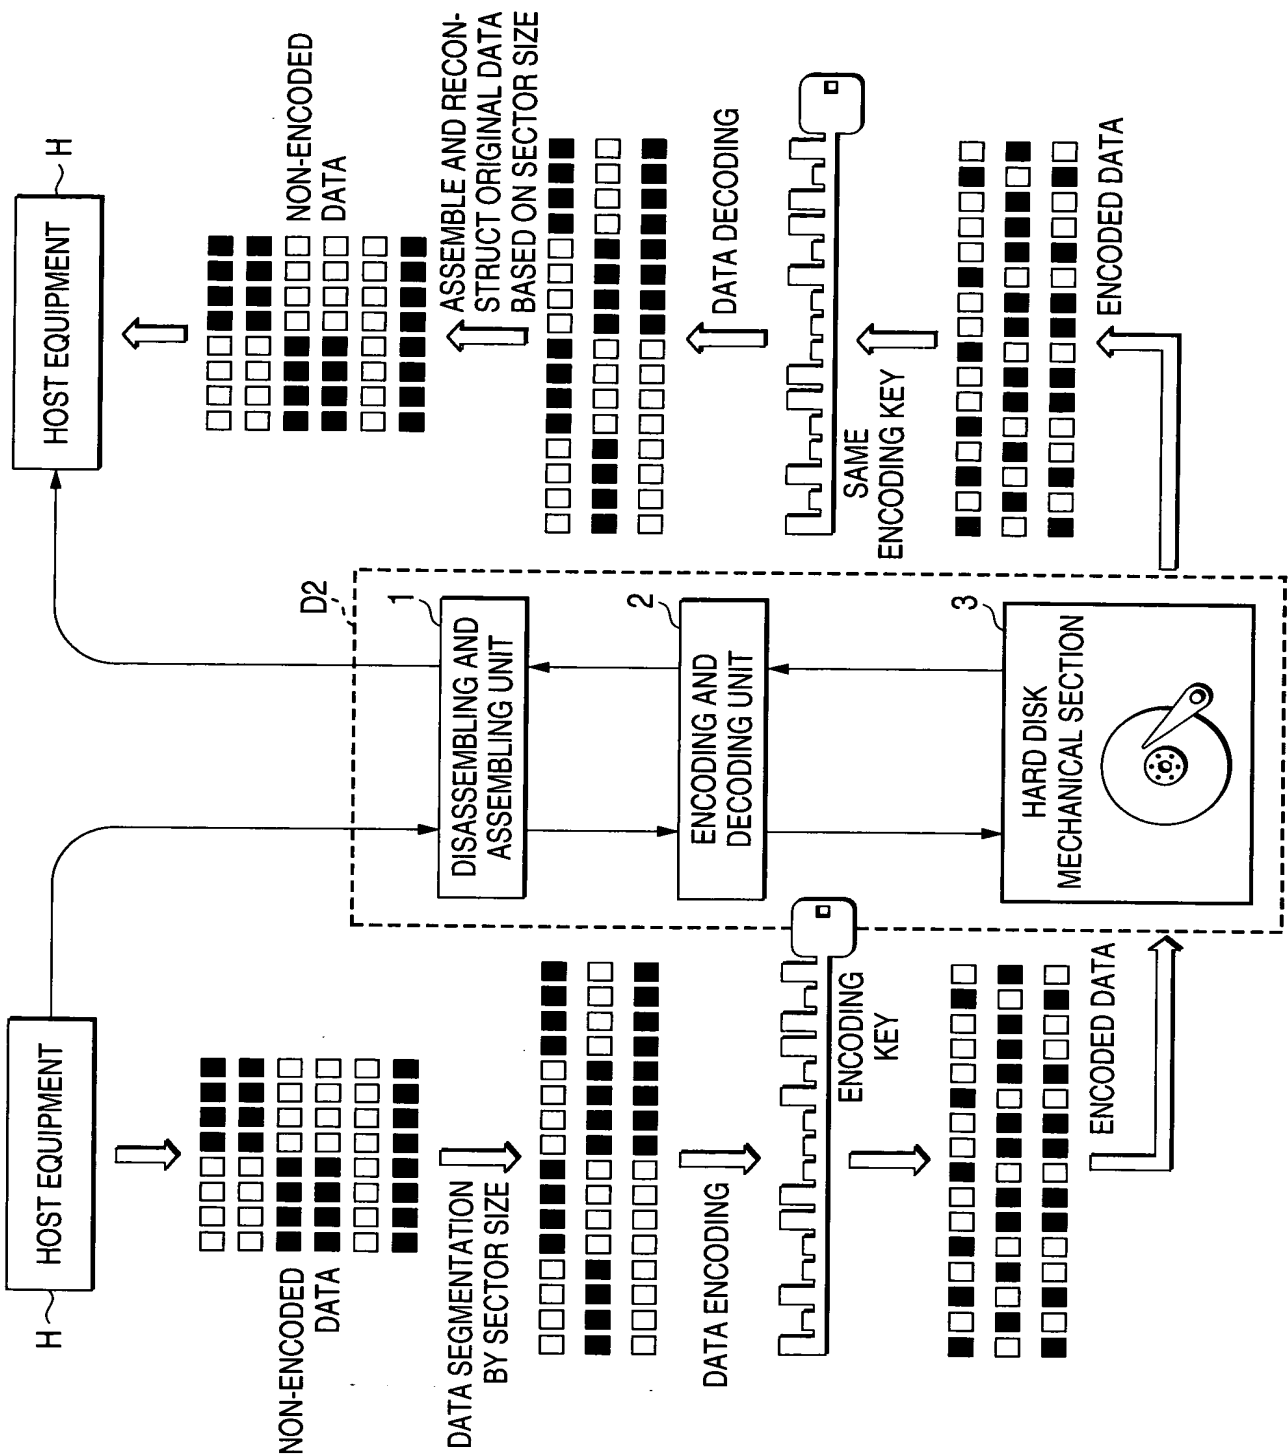 HOST EQUIPMENT
H
NON-ENCODED
DATA
DATA SEGMENTATION
BY SECTOR SIZE
DATA ENCODING
ENCODING
KEY
ENCODED DATA
D2
1
DISASSEMBLING AND
ASSEMBLING UNIT
2
ENCODING AND
DECODING UNIT
3
HARD DISK
MECHANICAL SECTION
HOST EQUIPMENT
H
NON-ENCODED
DATA
ASSEMBLE AND RECON-
STRUCT ORIGINAL DATA
BASED ON SECTOR SIZE
DATA DECODING
SAME
ENCODING KEY
ENCODED DATA